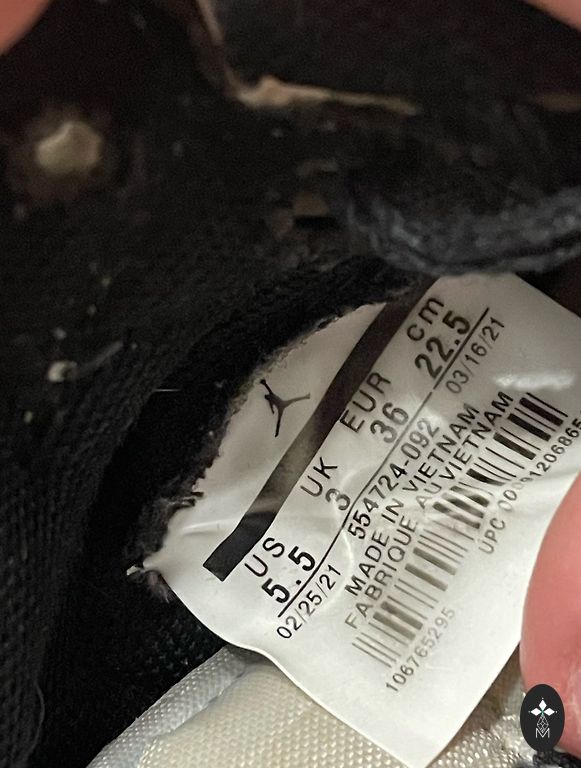 US UK EUR cm
5.5 3 36 22.5
02/25/21 554724-092 03/16/21
MADE IN VIETNAM
FABRIQUE AU VIETNAM
106765295
UPC